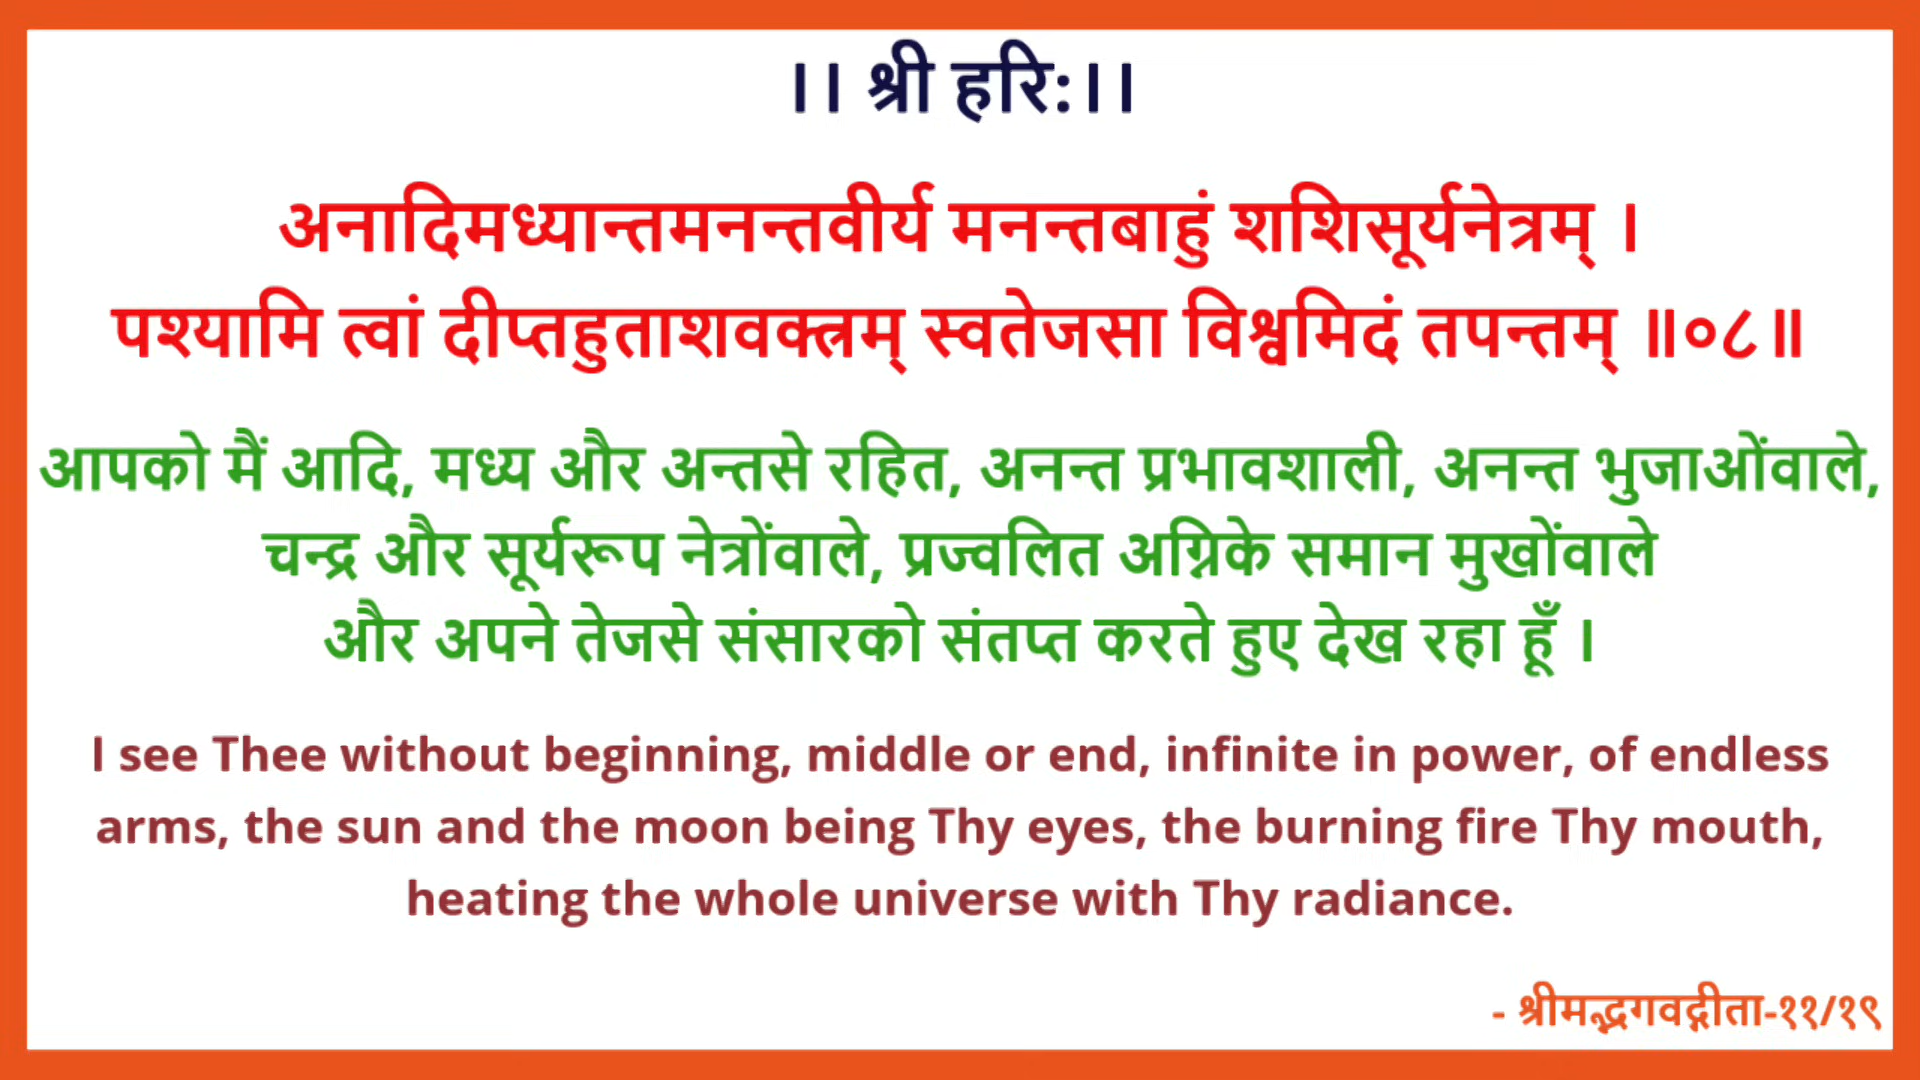 ।। श्री हरि:।।
अनादिमध्यान्तमनन्तवीर्य मनन्तबाहुं शशिसूर्यनेत्रम् ।
पश्यामि त्वां दीप्तहुताशवक्त्रम् स्वतेजसा विश्वमिदं तपन्तम् ॥०८॥
आपको मैं आदि, मध्य और अन्तसे रहित, अनन्त प्रभावशाली, अनन्त भुजाओंवाले,
चन्द्र और सूर्यरूप नेत्रोंवाले, प्रज्वलित अग्निके समान मुखोंवाले
और अपने तेजसे संसारको संतप्त करते हुए देख रहा हूँ ।
I see Thee without beginning, middle or end, infinite in power, of endless
arms, the sun and the moon being Thy eyes, the burning fire Thy mouth,
heating the whole universe with Thy radiance.
- श्रीमद्भगवद्गीता-११/१९